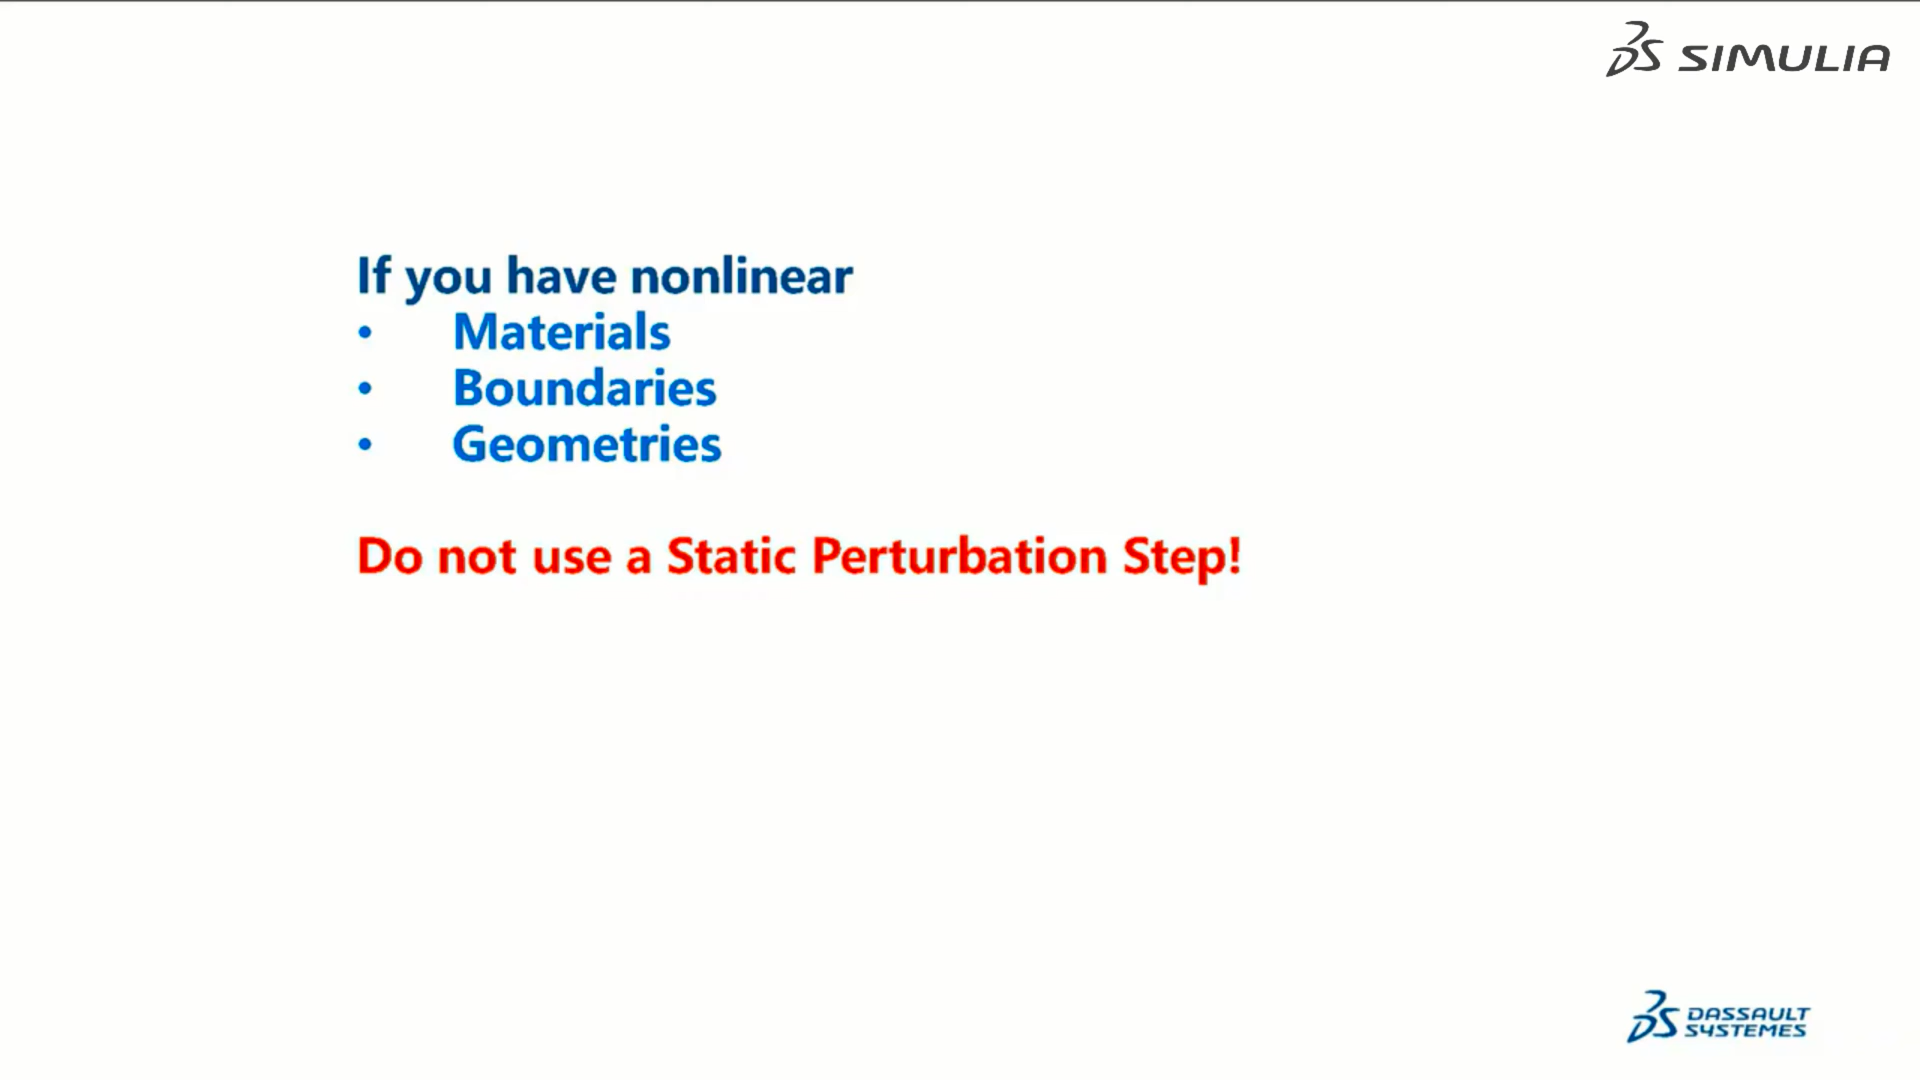 SIMULIA
If you have nonlinear
• Materials
• Boundaries
• Geometries
Do not use a Static Perturbation Step!
DASSAULT
SYSTEMES